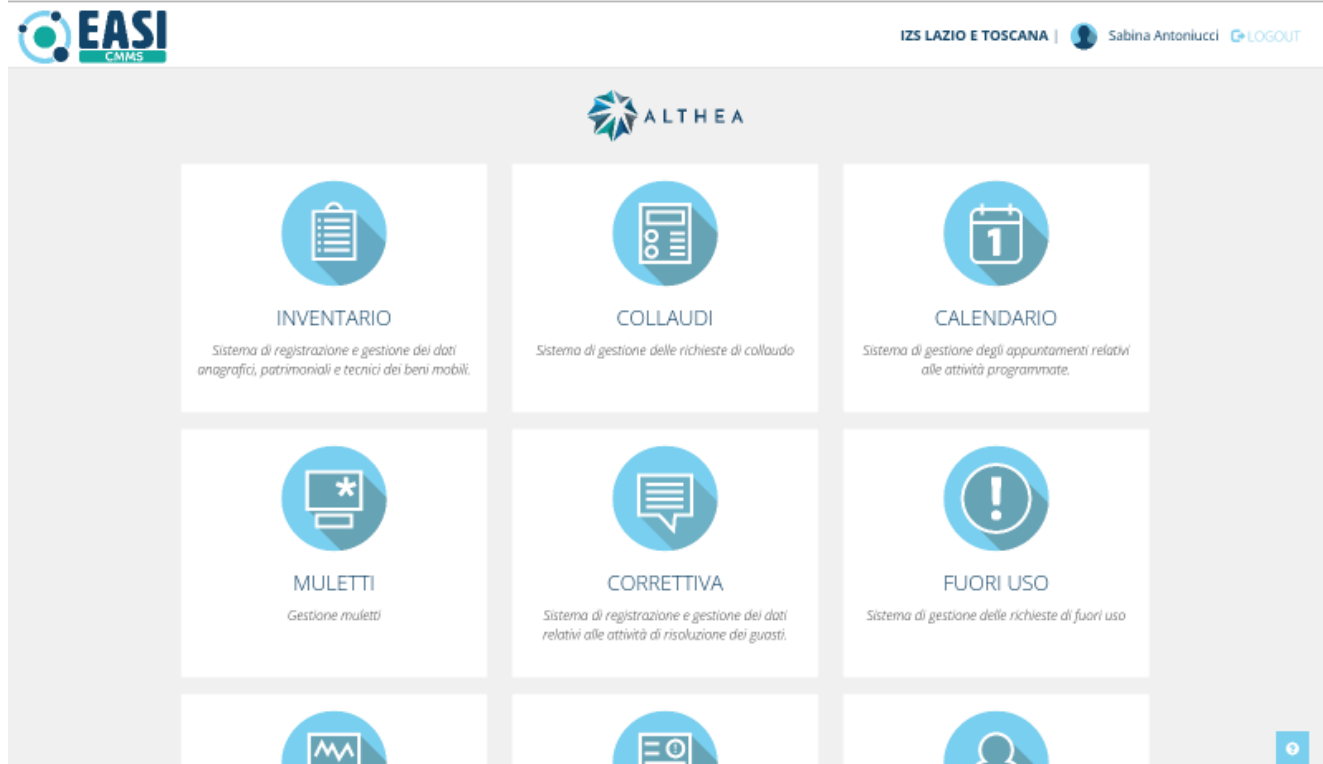 EASI
CMMS
IZS LAZIO E TOSCANA | Sabina Antoniucci LOGOUT
ALTHEA
INVENTARIO
Sistema di registrazione e gestione dei dati
anagrafici, patrimoniali e tecnici dei beni mobili.
COLLAUDI
Sistema di gestione delle richieste di collaudo
CALENDARIO
Sistema di gestione degli appuntamenti relativi
alle attività programmate.
1
MULETTI
Gestione muletti
CORRETTIVA
Sistema di registrazione e gestione dei dati
relativi alle attività di risoluzione dei guasti.
FUORI USO
Sistema di gestione delle richieste di fuori uso